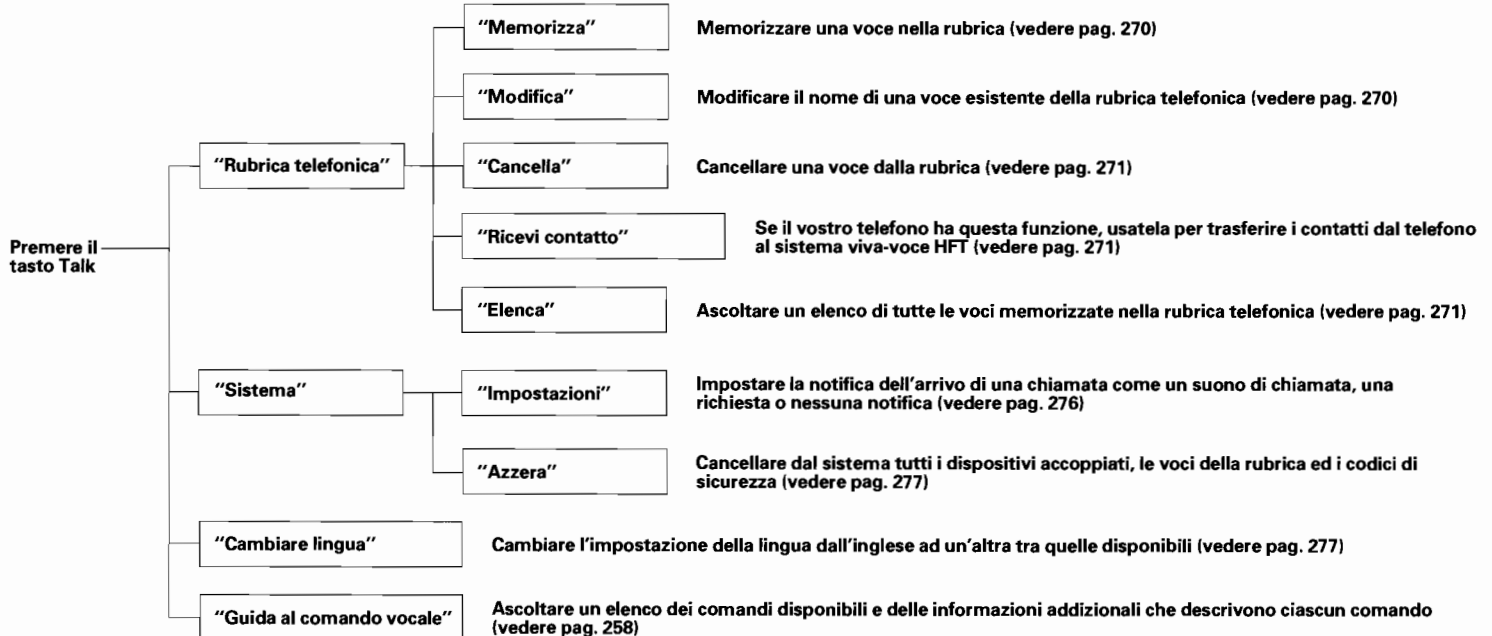 Premere il
tasto Talk
“Rubrica telefonica”
“Memorizza”
Memorizzare una voce nella rubrica (vedere pag. 270)
“Modifica”
Modificare il nome di una voce esistente della rubrica telefonica (vedere pag. 270)
“Cancella”
Cancellare una voce dalla rubrica (vedere pag. 271)
“Ricevi contatto”
Se il vostro telefono ha questa funzione, usatela per trasferire i contatti dal telefono
al sistema viva-voce HFT (vedere pag. 271)
“Elenca”
Ascoltare un elenco di tutte le voci memorizzate nella rubrica telefonica (vedere pag. 271)
“Sistema”
“Impostazioni”
Impostare la notifica dell’arrivo di una chiamata come un suono di chiamata, una
richiesta o nessuna notifica (vedere pag. 276)
“Azzera”
Cancellare dal sistema tutti i dispositivi accoppiati, le voci della rubrica ed i codici di
sicurezza (vedere pag. 277)
“Cambiare lingua”
Cambiare l’impostazione della lingua dall’inglese ad un’altra tra quelle disponibili (vedere pag. 277)
“Guida al comando vocale”
Ascoltare un elenco dei comandi disponibili e delle informazioni addizionali che descrivono ciascun comando
(vedere pag. 258)